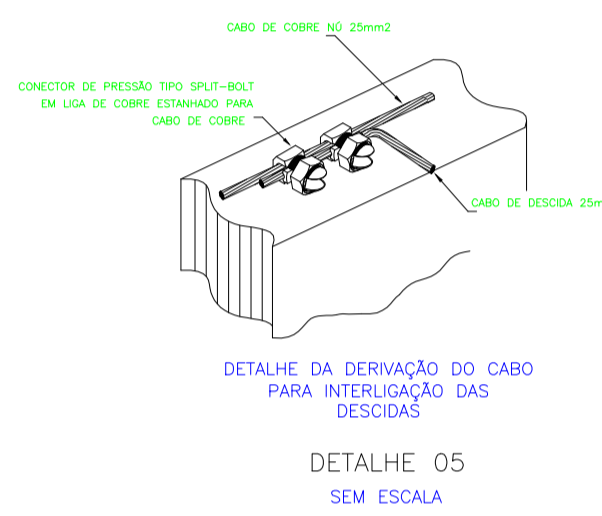 CABO DE COBRE NÚ 25mm2
CONECTOR DE PRESSÃO TIPO SPLIT-BOLT
EM LIGA DE COBRE ESTANHADO PARA
CABO DE COBRE
CABO DE DESCIDA 25m
DETALHE DA DERIVAÇÃO DO CABO
PARA INTERLIGAÇÃO DAS
DESCIDAS
DETALHE 05
SEM ESCALA